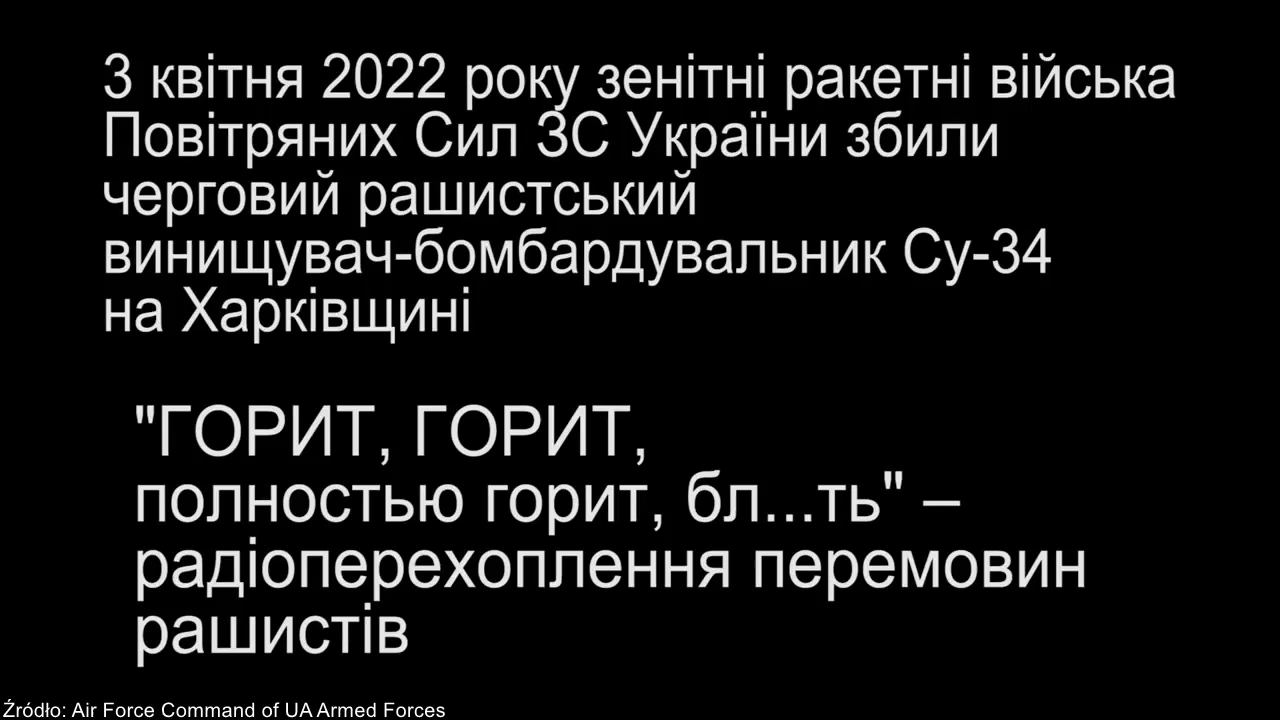 3 квітня 2022 року зенітні ракетні війська
Повітряних Сил ЗС України збили
черговий рашистський
винищувач-бомбардувальник Су-34
на Харківщині
"ГОРИТ, ГОРИТ,
полностью горит, бл...ть" –
радіоперехоплення перемовин
рашистів
Źródło: Air Force Command of UA Armed Forces